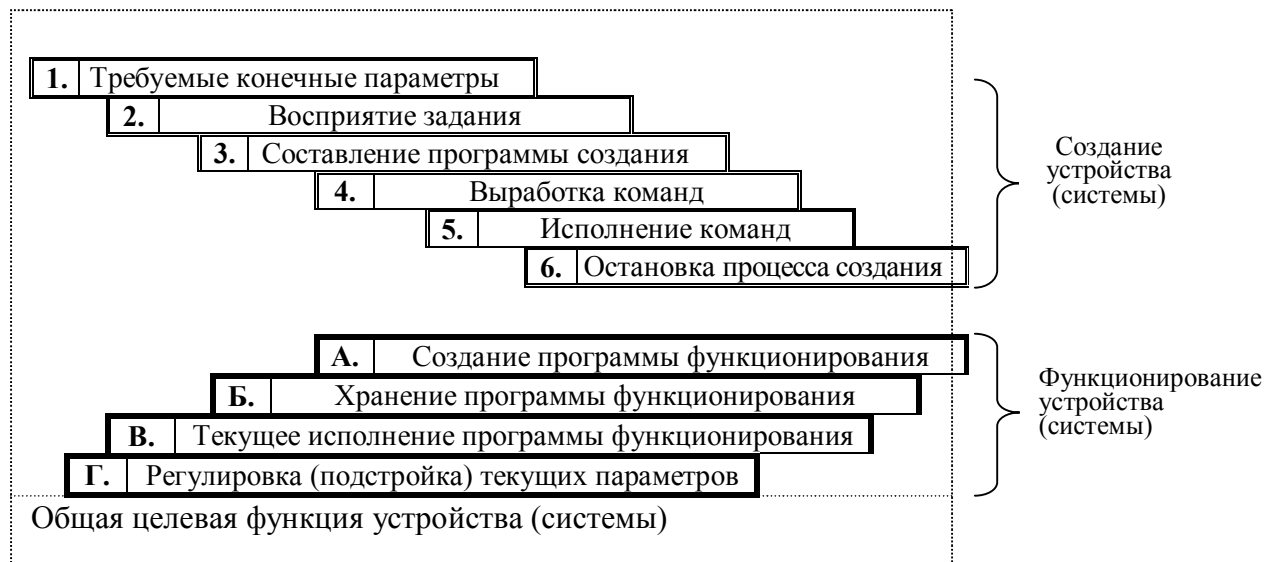 1. Требуемые конечные параметры
2. Восприятие задания
3. Составление программы создания
4. Выработка команд
5. Исполнение команд
6. Остановка процесса создания
Создание
устройства
(системы)
А. Создание программы функционирования
Б. Хранение программы функционирования
В. Текущее исполнение программы функционирования
Г. Регулировка (подстройка) текущих параметров
Функционирование
устройства
(системы)
Общая целевая функция устройства (системы)